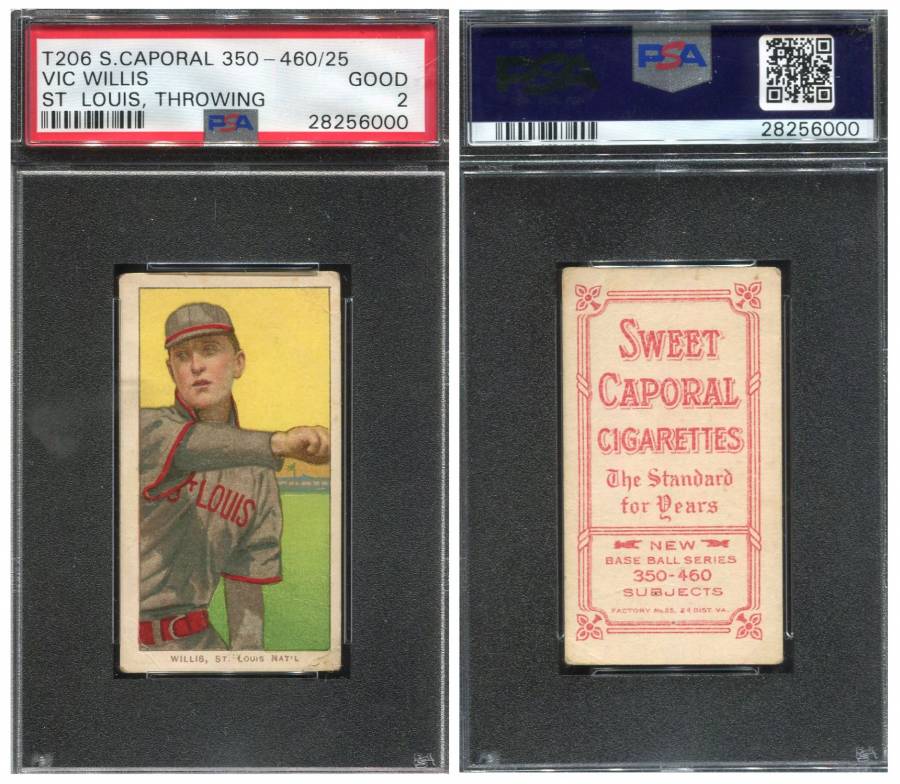 T206 S.CAPORAL 350-460/25
VIC WILLIS GOOD
ST LOUIS, THROWING 2
PSA 28256000
ST LOUIS
WILLIS, ST. LOUIS NAT'L
PSA PSA
28256000
SWEET
CAPORAL
CIGARETTES
The Standard
for Years
NEW
BASE BALL SERIES
350-460
SUBJECTS
FACTORY No. 25, 2d DIST. VA.